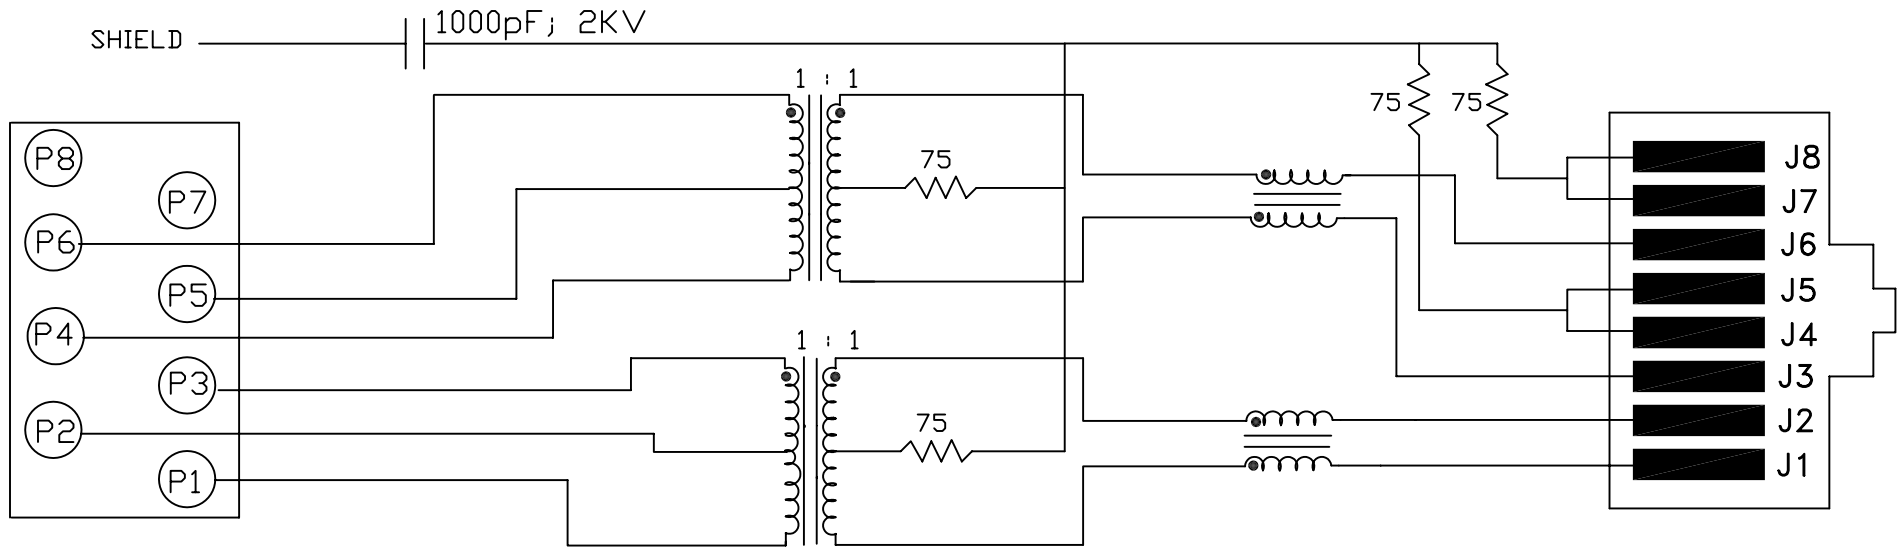 SHIELD
1000pF; 2KV
1 : 1
75
75
75
P8
P7
P6
P5
P4
P3
P2
P1
1 : 1
75
J8
J7
J6
J5
J4
J3
J2
J1